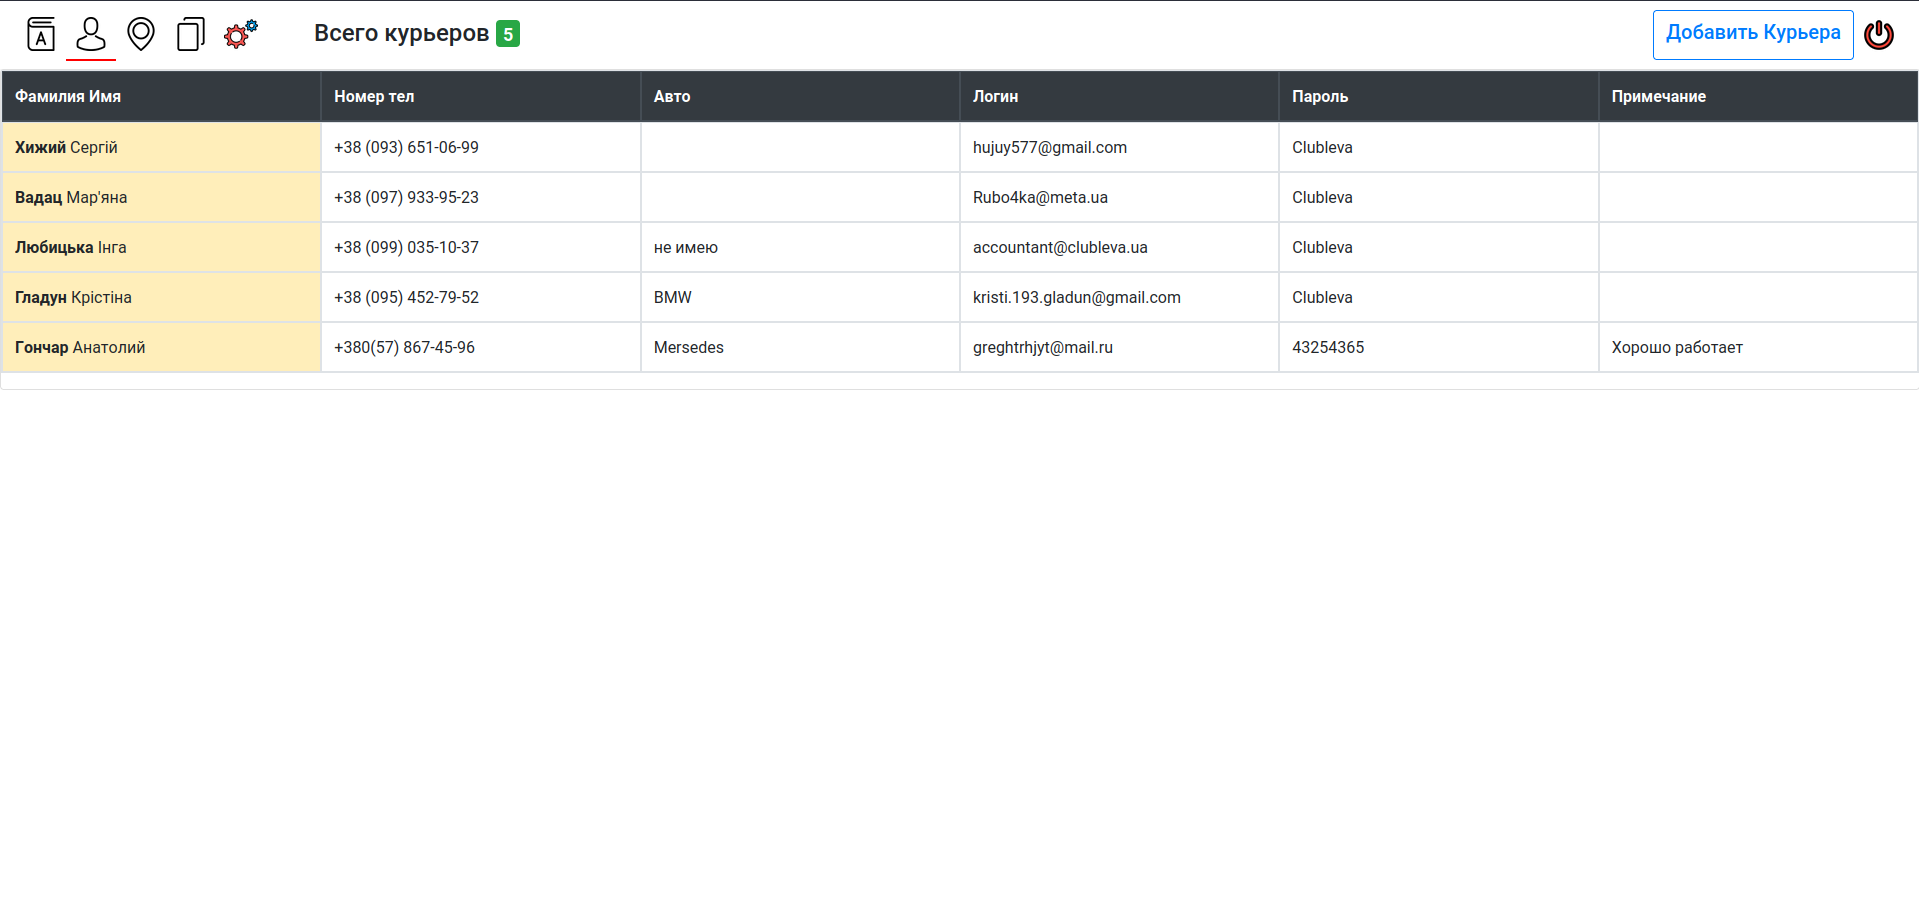 Всего курьеров 5
Добавить Курьера
Фамилия Имя Номер тел Авто Логин Пароль Примечание
Хижий Сергій +38 (093) 651-06-99 hujuy577@gmail.com Clubleva
Вадац Мар'яна +38 (097) 933-95-23 Rubo4ka@meta.ua Clubleva
Любицька Інга +38 (099) 035-10-37 не имею accountant@clubleva.ua Clubleva
Гладун Крістіна +38 (095) 452-79-52 BMW kristi.193.gladun@gmail.com Clubleva
Гончар Анатолий +380(57) 867-45-96 Mersedes greghtrhjyt@mail.ru 43254365 Хорошо работает